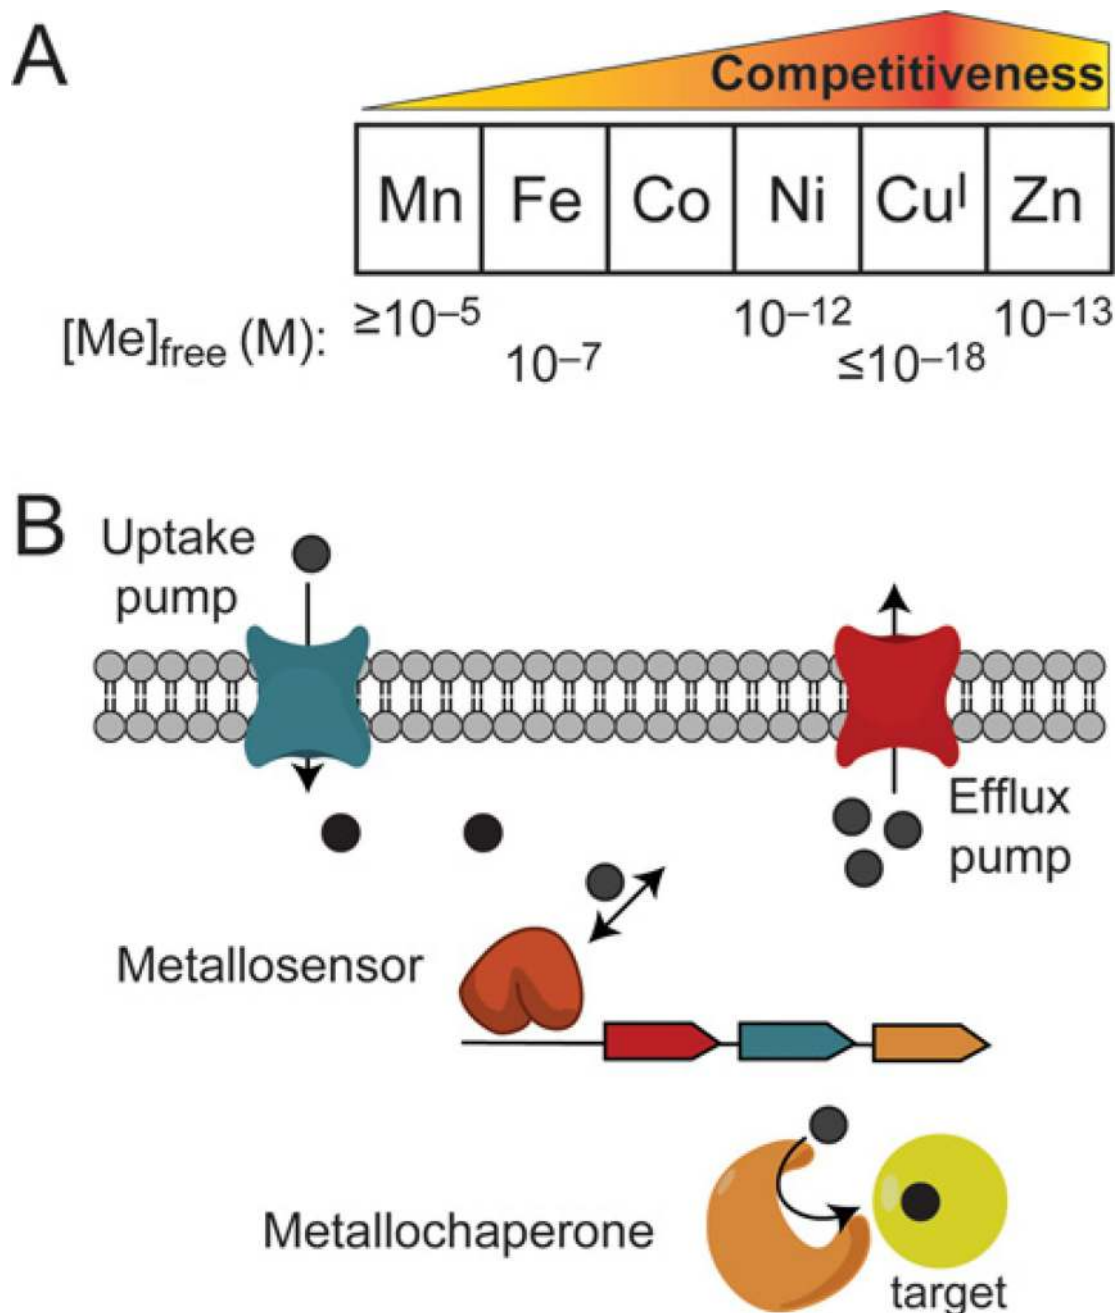 A
Competitiveness
Mn Fe Co Ni Cuᴵ Zn
[Me]free (M): ≥10⁻⁵ 10⁻⁷ 10⁻¹² ≤10⁻¹⁸ 10⁻¹³
B
Uptake
pump
Efflux
pump
Metallosensor
Metallochaperone
target